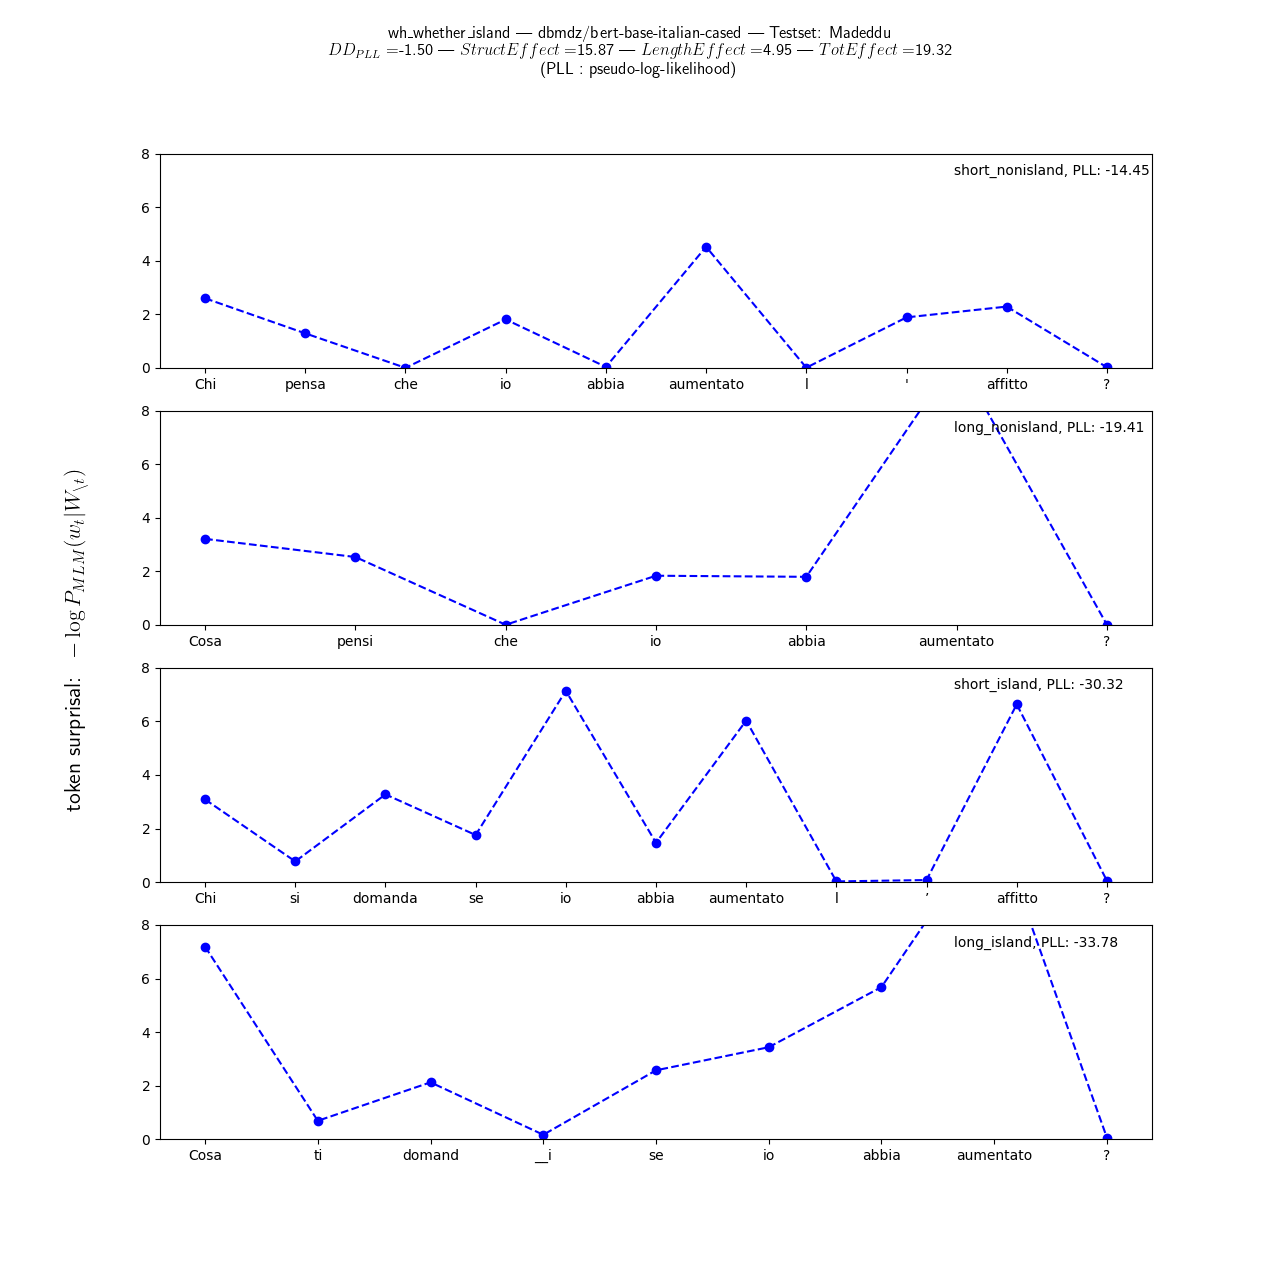 wh_whether_island — dbmdz/bert-base-italian-cased — Testset: Madeddu
DD_PLL =-1.50 — StructEffect =15.87 — LengthEffect =4.95 — TotEffect =19.32
(PLL : pseudo-log-likelihood)
token surprisal: − log P_MLM(w_t|W_\t)
8
6
4
2
0
short_nonisland, PLL: -14.45
Chi pensa che io abbia aumentato l ' affitto ?
8
6
4
2
0
long_nonisland, PLL: -19.41
Cosa pensi che io abbia aumentato ?
8
6
4
2
0
short_island, PLL: -30.32
Chi si domanda se io abbia aumentato l ’ affitto ?
8
6
4
2
0
long_island, PLL: -33.78
Cosa ti domand __i se io abbia aumentato ?